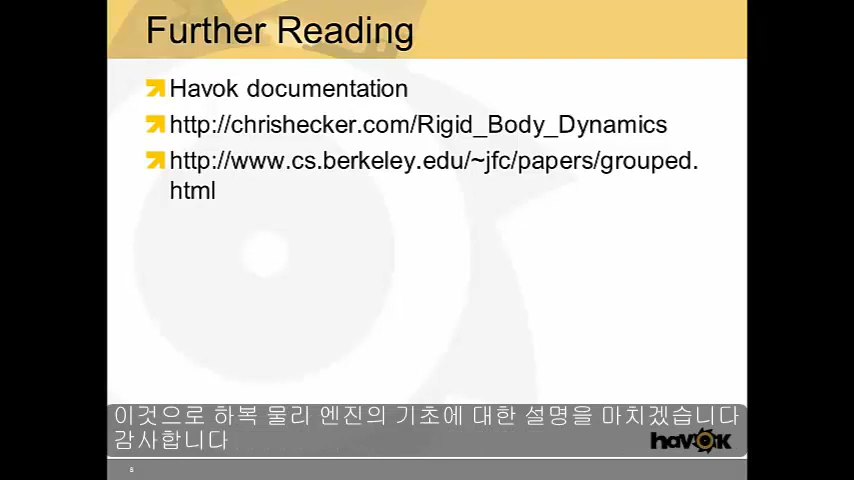 Further Reading
Havok documentation
http://chrishecker.com/Rigid_Body_Dynamics
http://www.cs.berkeley.edu/~jfc/papers/grouped.
html
이것으로 하복 물리 엔진의 기초에 대한 설명을 마치겠습니다
감사합니다
havok
8